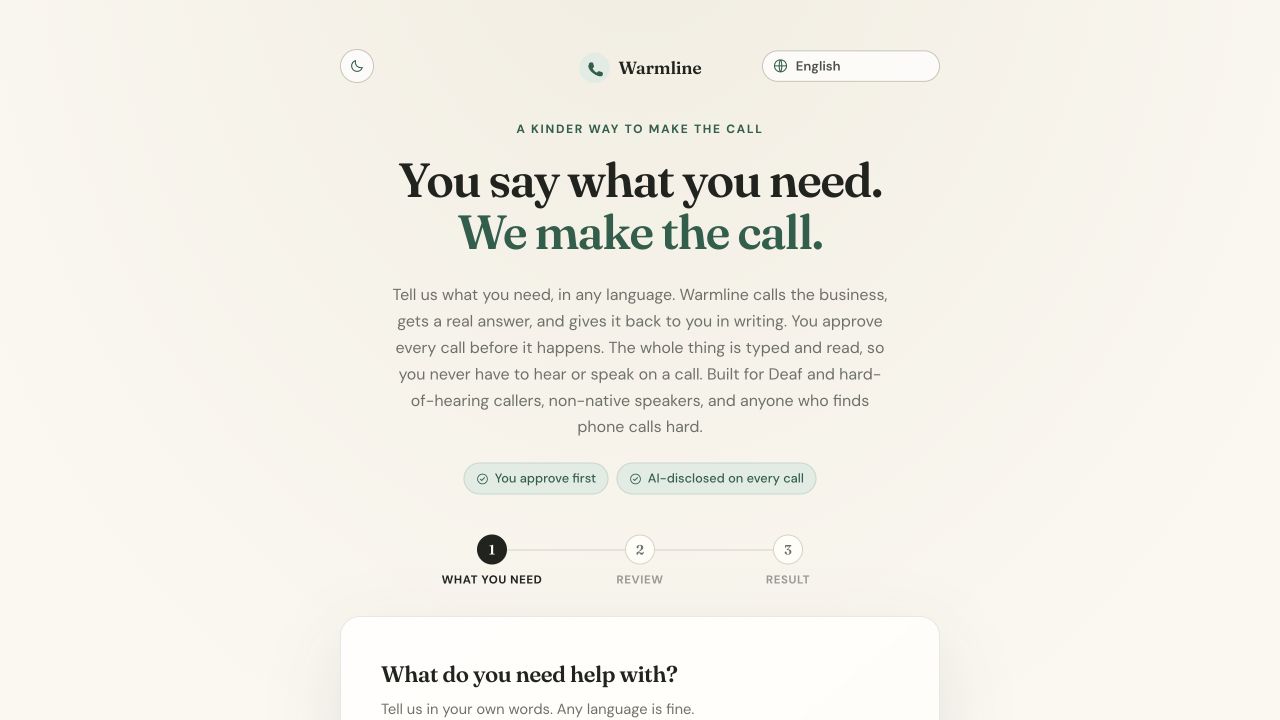 Warmline
English
A KINDER WAY TO MAKE THE CALL
You say what you need.
We make the call.
Tell us what you need, in any language. Warmline calls the business,
gets a real answer, and gives it back to you in writing. You approve
every call before it happens. The whole thing is typed and read, so
you never have to hear or speak on a call. Built for Deaf and hard-
of-hearing callers, non-native speakers, and anyone who finds
phone calls hard.
You approve first
AI-disclosed on every call
1
2
3
WHAT YOU NEED
REVIEW
RESULT
What do you need help with?
Tell us in your own words. Any language is fine.